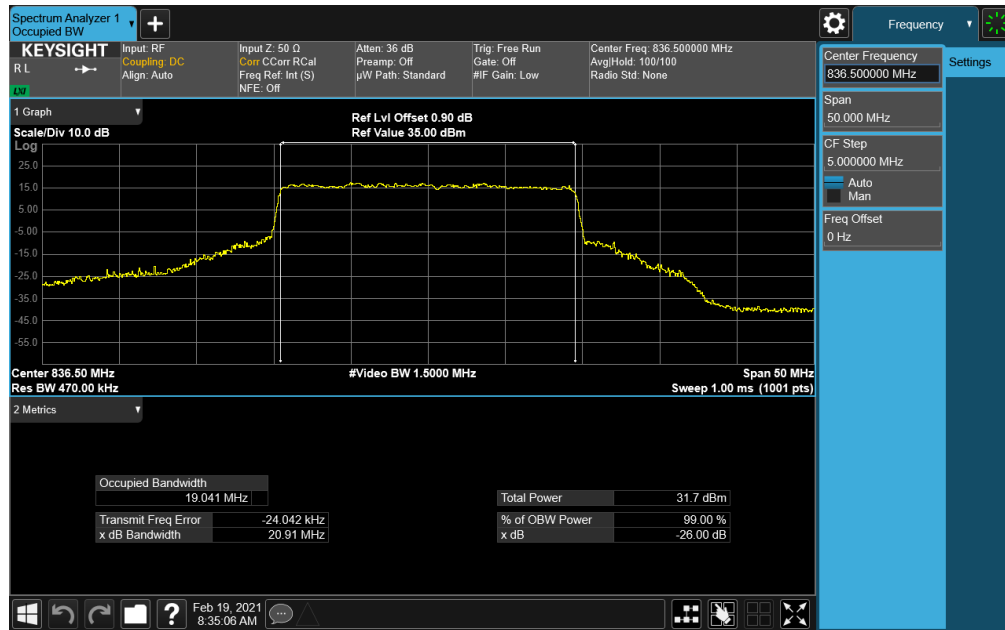 Spectrum Analyzer 1
Occupied BW
Frequency
KEYSIGHT
R L
LXI
Input: RF
Coupling: DC
Align: Auto
Input Z: 50 Ω
Corr CCorr RCal
Freq Ref: Int (S)
NFE: Off
Atten: 36 dB
Preamp: Off
µW Path: Standard
Trig: Free Run
Gate: Off
#IF Gain: Low
Center Freq: 836.500000 MHz
Avg|Hold: 100/100
Radio Std: None
Center Frequency
836.500000 MHz
Settings
Span
50.000 MHz
CF Step
5.000000 MHz
Auto
Man
Freq Offset
0 Hz
1 Graph
Scale/Div 10.0 dB
Ref Lvl Offset 0.90 dB
Ref Value 35.00 dBm
Log
25.0
15.0
5.00
-5.00
-15.0
-25.0
-35.0
-45.0
-55.0
Center 836.50 MHz
#Video BW 1.5000 MHz
Span 50 MHz
Res BW 470.00 kHz
Sweep 1.00 ms (1001 pts)
2 Metrics
Occupied Bandwidth
19.041 MHz
Total Power 31.7 dBm
Transmit Freq Error -24.042 kHz
% of OBW Power 99.00 %
x dB Bandwidth 20.91 MHz
x dB -26.00 dB
Feb 19, 2021
8:35:06 AM